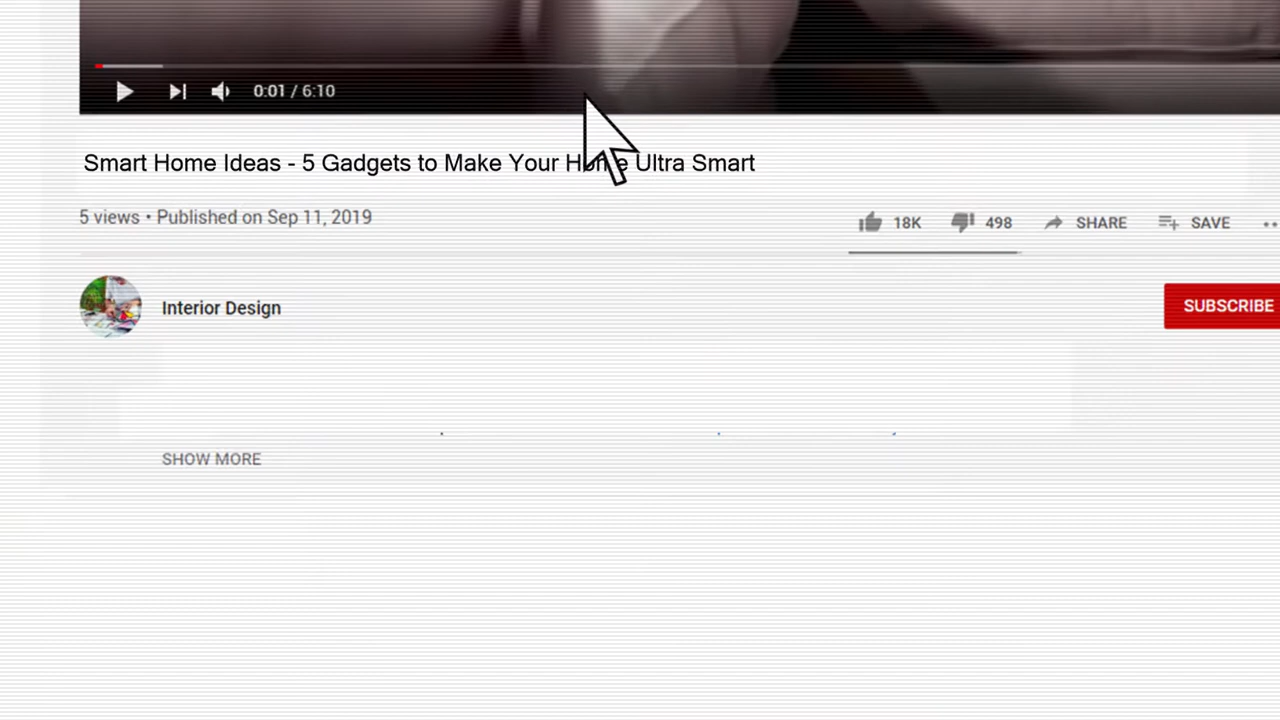 0:01 / 6:10
Smart Home Ideas - 5 Gadgets to Make Your Home Ultra Smart
5 views • Published on Sep 11, 2019
18K 498 SHARE SAVE
Interior Design
SUBSCRIBE
SHOW MORE